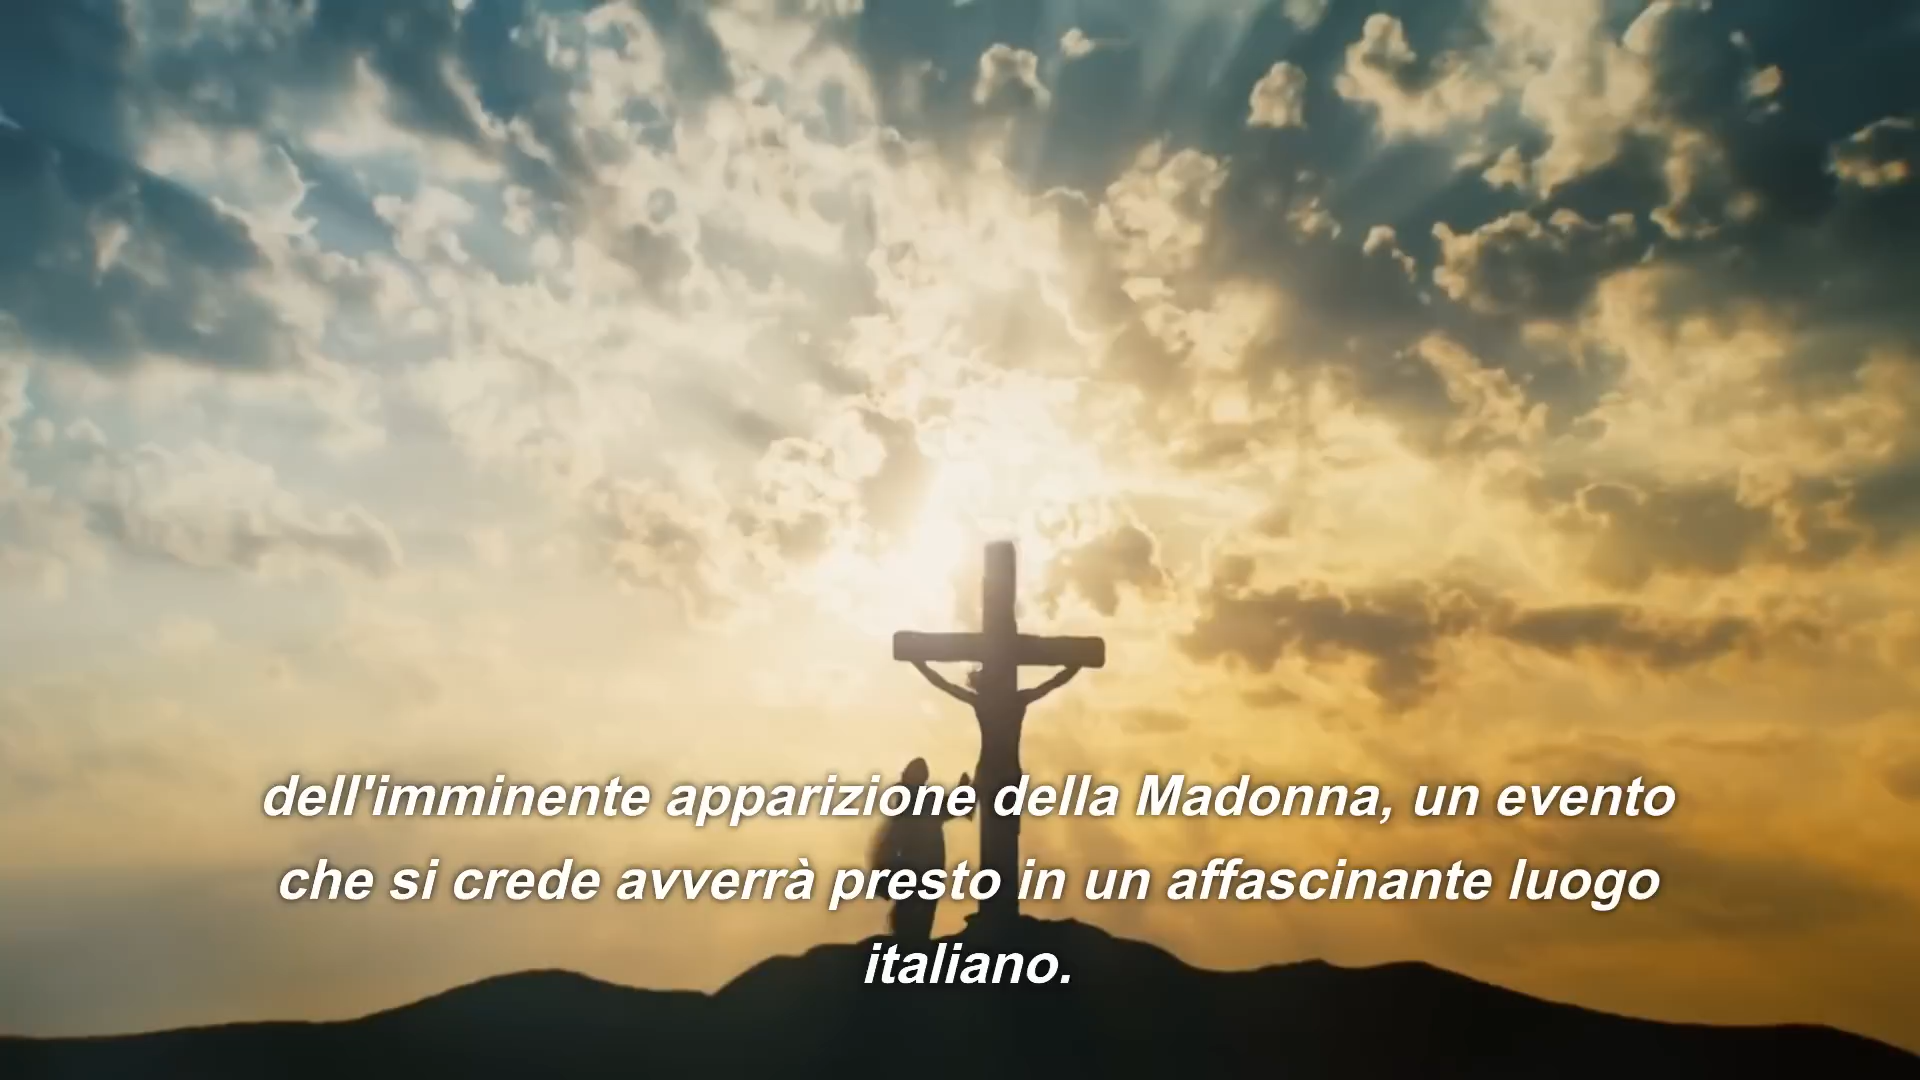 dell'imminente apparizione della Madonna, un evento
che si crede avverrà presto in un affascinante luogo
italiano.